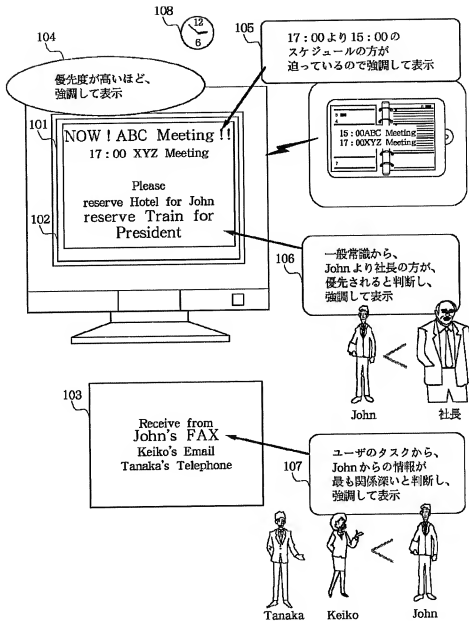 108
12
6
104
優先度が高いほど、
強調して表示
105
17：00より15：00の
スケジュールの方が
迫っているので強調して表示
101
NOW! ABC Meeting !!
17：00 XYZ Meeting
Please
reserve Hotel for John
reserve Train for
President
102
15：00ABC Meeting
17：00XYZ Meeting
106
一般常識から、
Johnより社長の方が、
優先されると判断し、
強調して表示
<
John
社長
103
Receive from
John's FAX
Keiko's Email
Tanaka's Telephone
107
ユーザのタスクから、
Johnからの情報が
最も関係深いと判断し、
強調して表示
<
Tanaka
Keiko
John